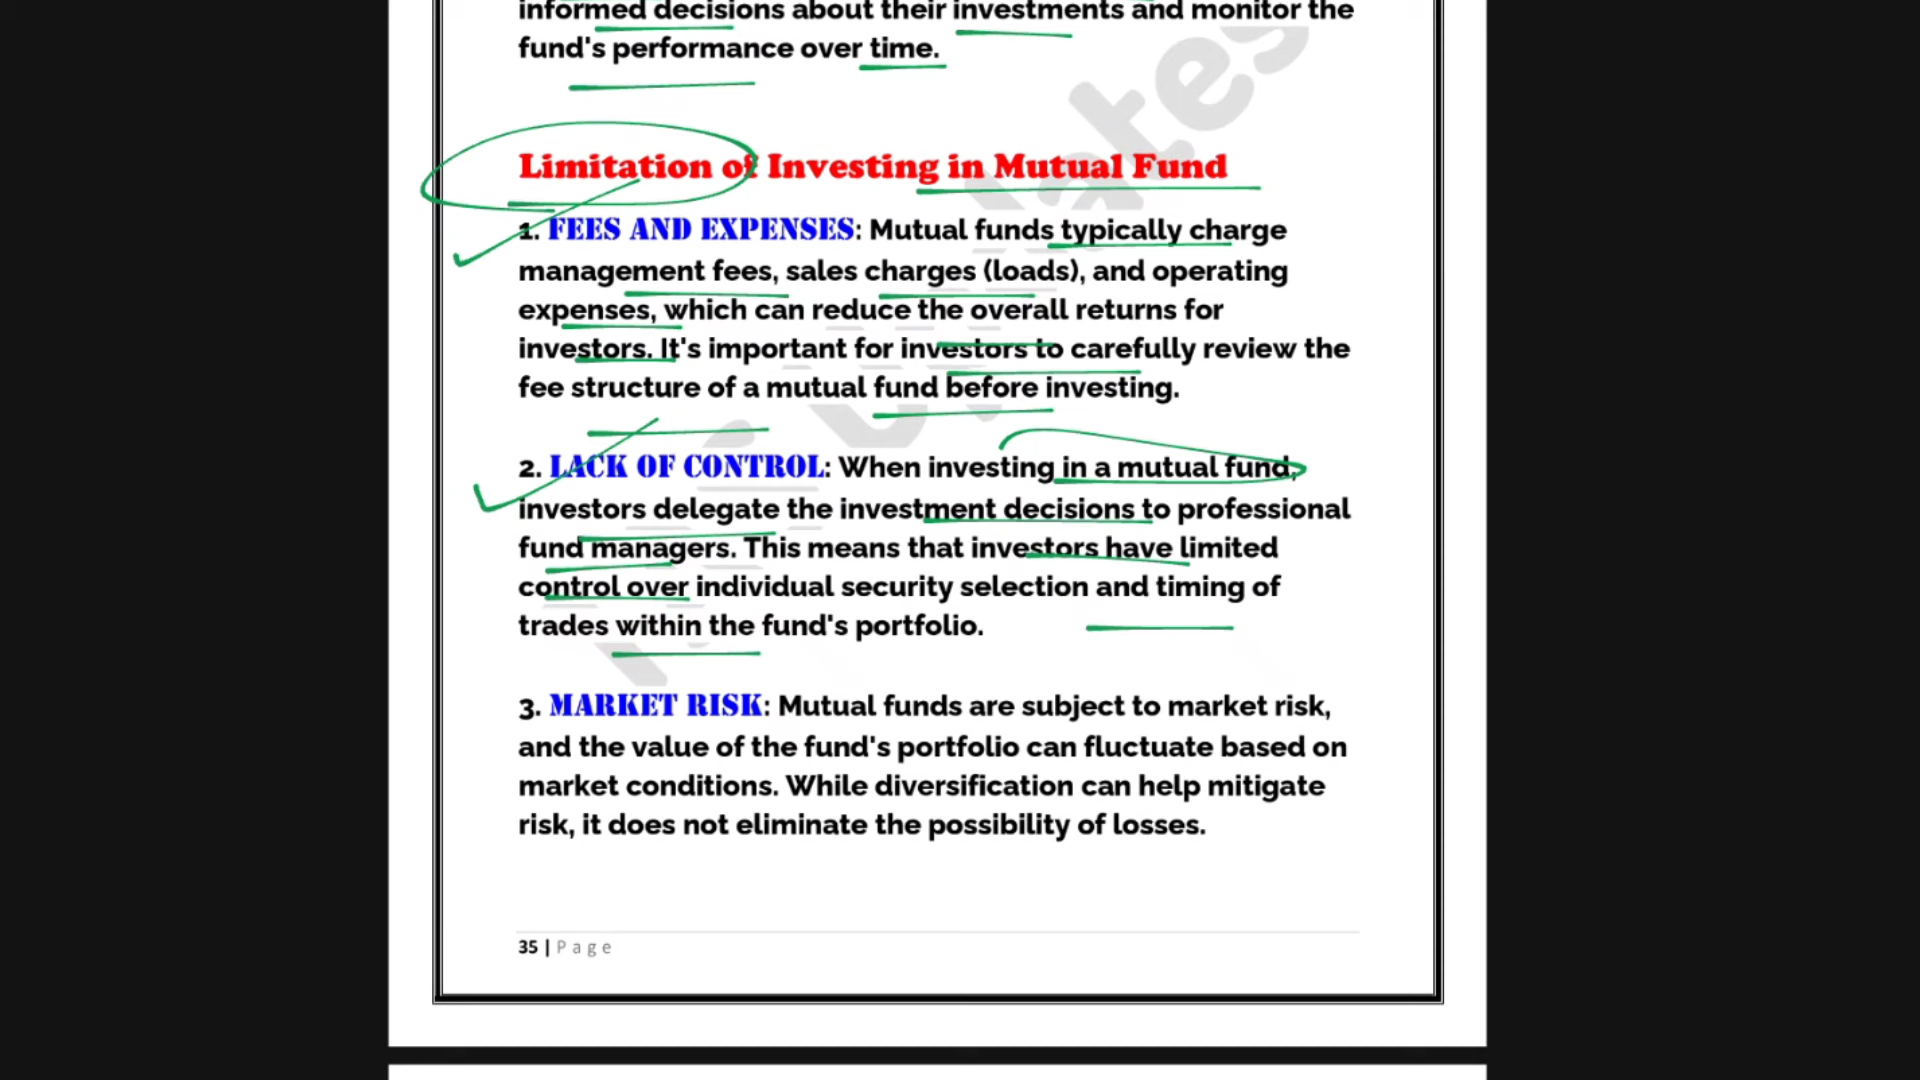 informed decisions about their investments and monitor the
fund's performance over time.
Limitation of Investing in Mutual Fund
1. FEES AND EXPENSES: Mutual funds typically charge
management fees, sales charges (loads), and operating
expenses, which can reduce the overall returns for
investors. It's important for investors to carefully review the
fee structure of a mutual fund before investing.
2. LACK OF CONTROL: When investing in a mutual fund,
investors delegate the investment decisions to professional
fund managers. This means that investors have limited
control over individual security selection and timing of
trades within the fund's portfolio.
3. MARKET RISK: Mutual funds are subject to market risk,
and the value of the fund's portfolio can fluctuate based on
market conditions. While diversification can help mitigate
risk, it does not eliminate the possibility of losses.
35 | Page